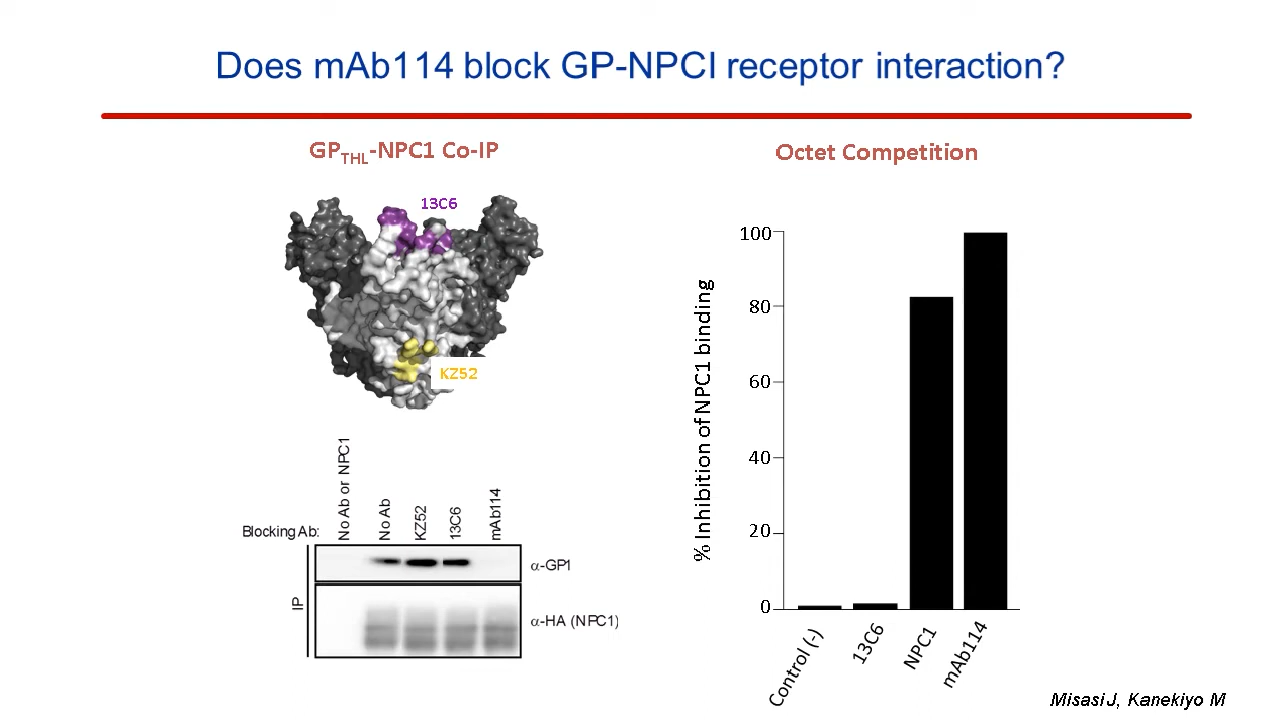 Does mAb114 block GP-NPCI receptor interaction?
GPTHL-NPC1 Co-IP
13C6
KZ52
Blocking Ab:
No Ab or NPC1
No Ab
KZ52
13C6
mAb114
IP
α-GP1
α-HA (NPC1)
Octet Competition
% Inhibition of NPC1 binding
100
80
60
40
20
0
Control (-)
13C6
NPC1
mAb114
Misasi J, Kanekiyo M